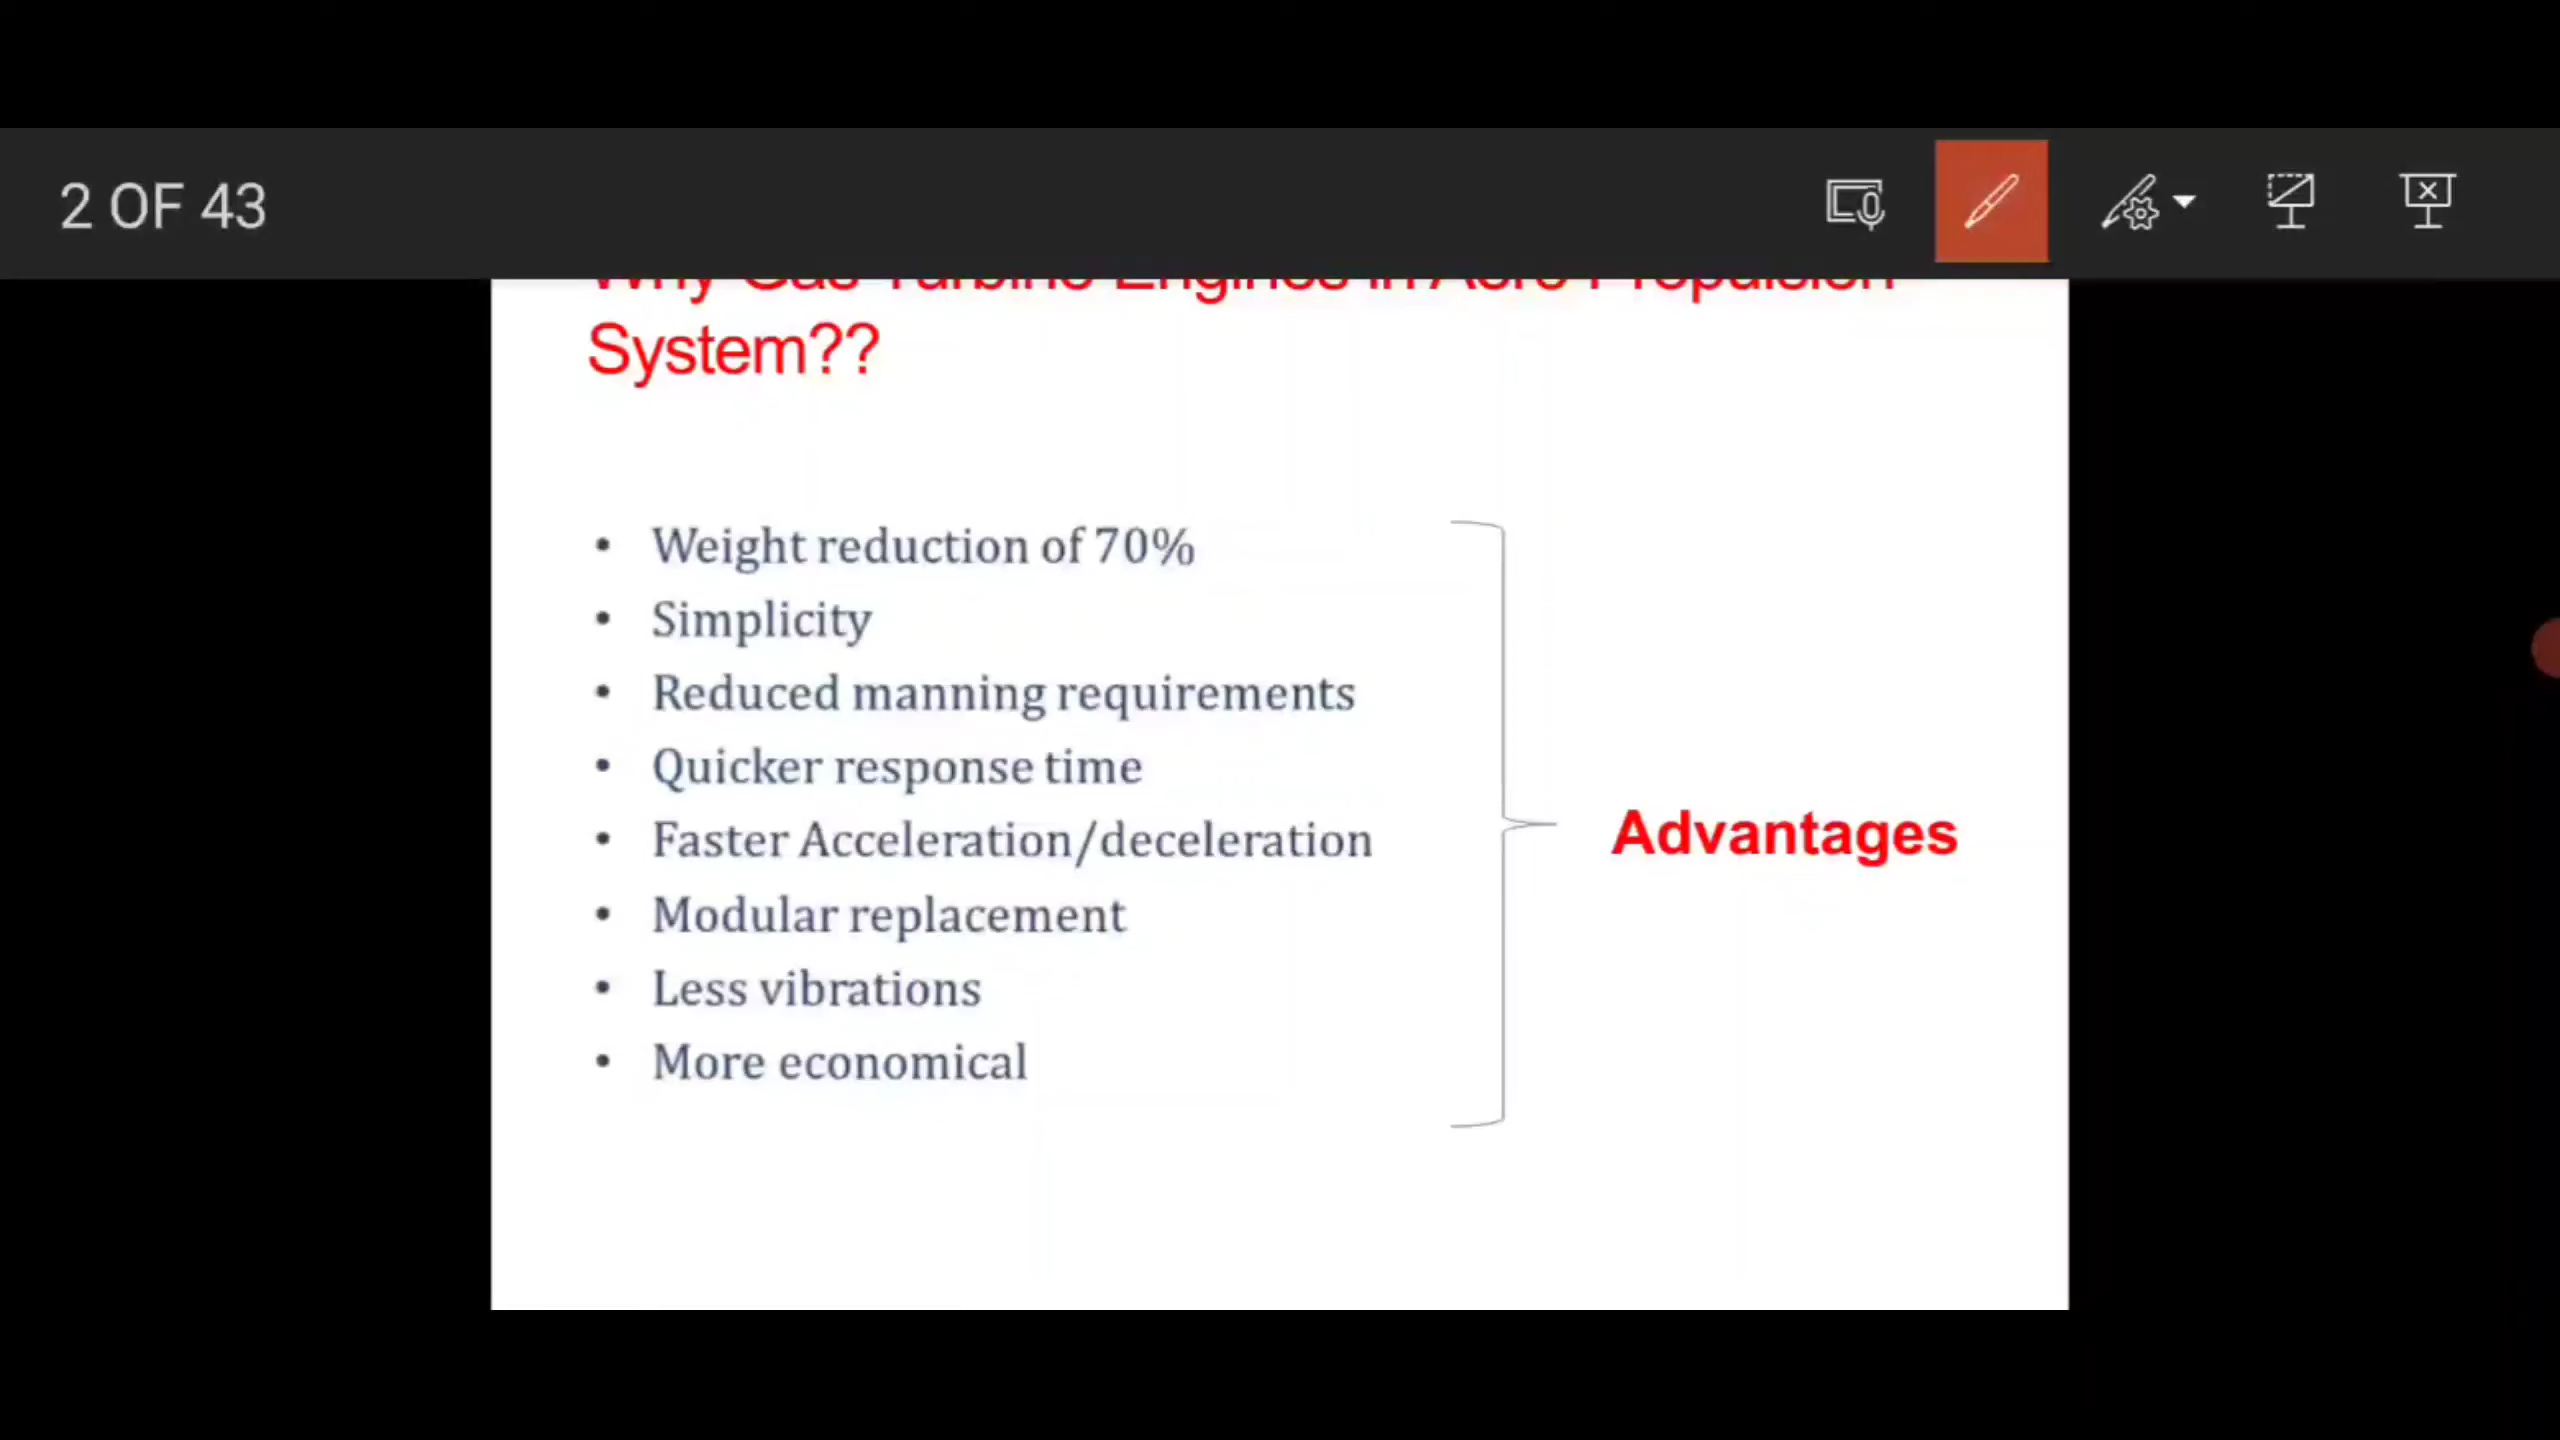 2 OF 43
Why Gas Turbine Engines in Aero Propulsion
System??
• Weight reduction of 70%
• Simplicity
• Reduced manning requirements
• Quicker response time
• Faster Acceleration/deceleration
• Modular replacement
• Less vibrations
• More economical
Advantages